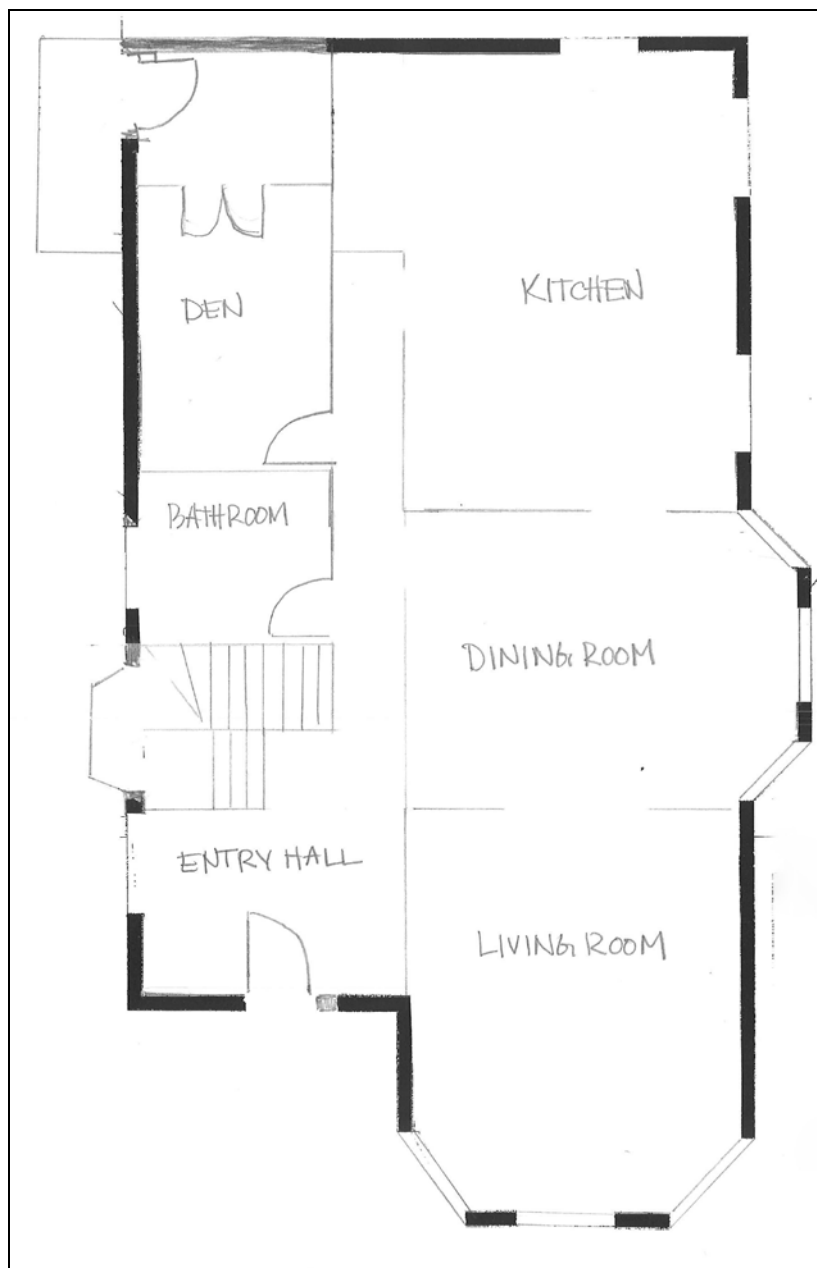 KITCHEN
DEN
BATHROOM
DINING ROOM
ENTRY HALL
LIVING ROOM